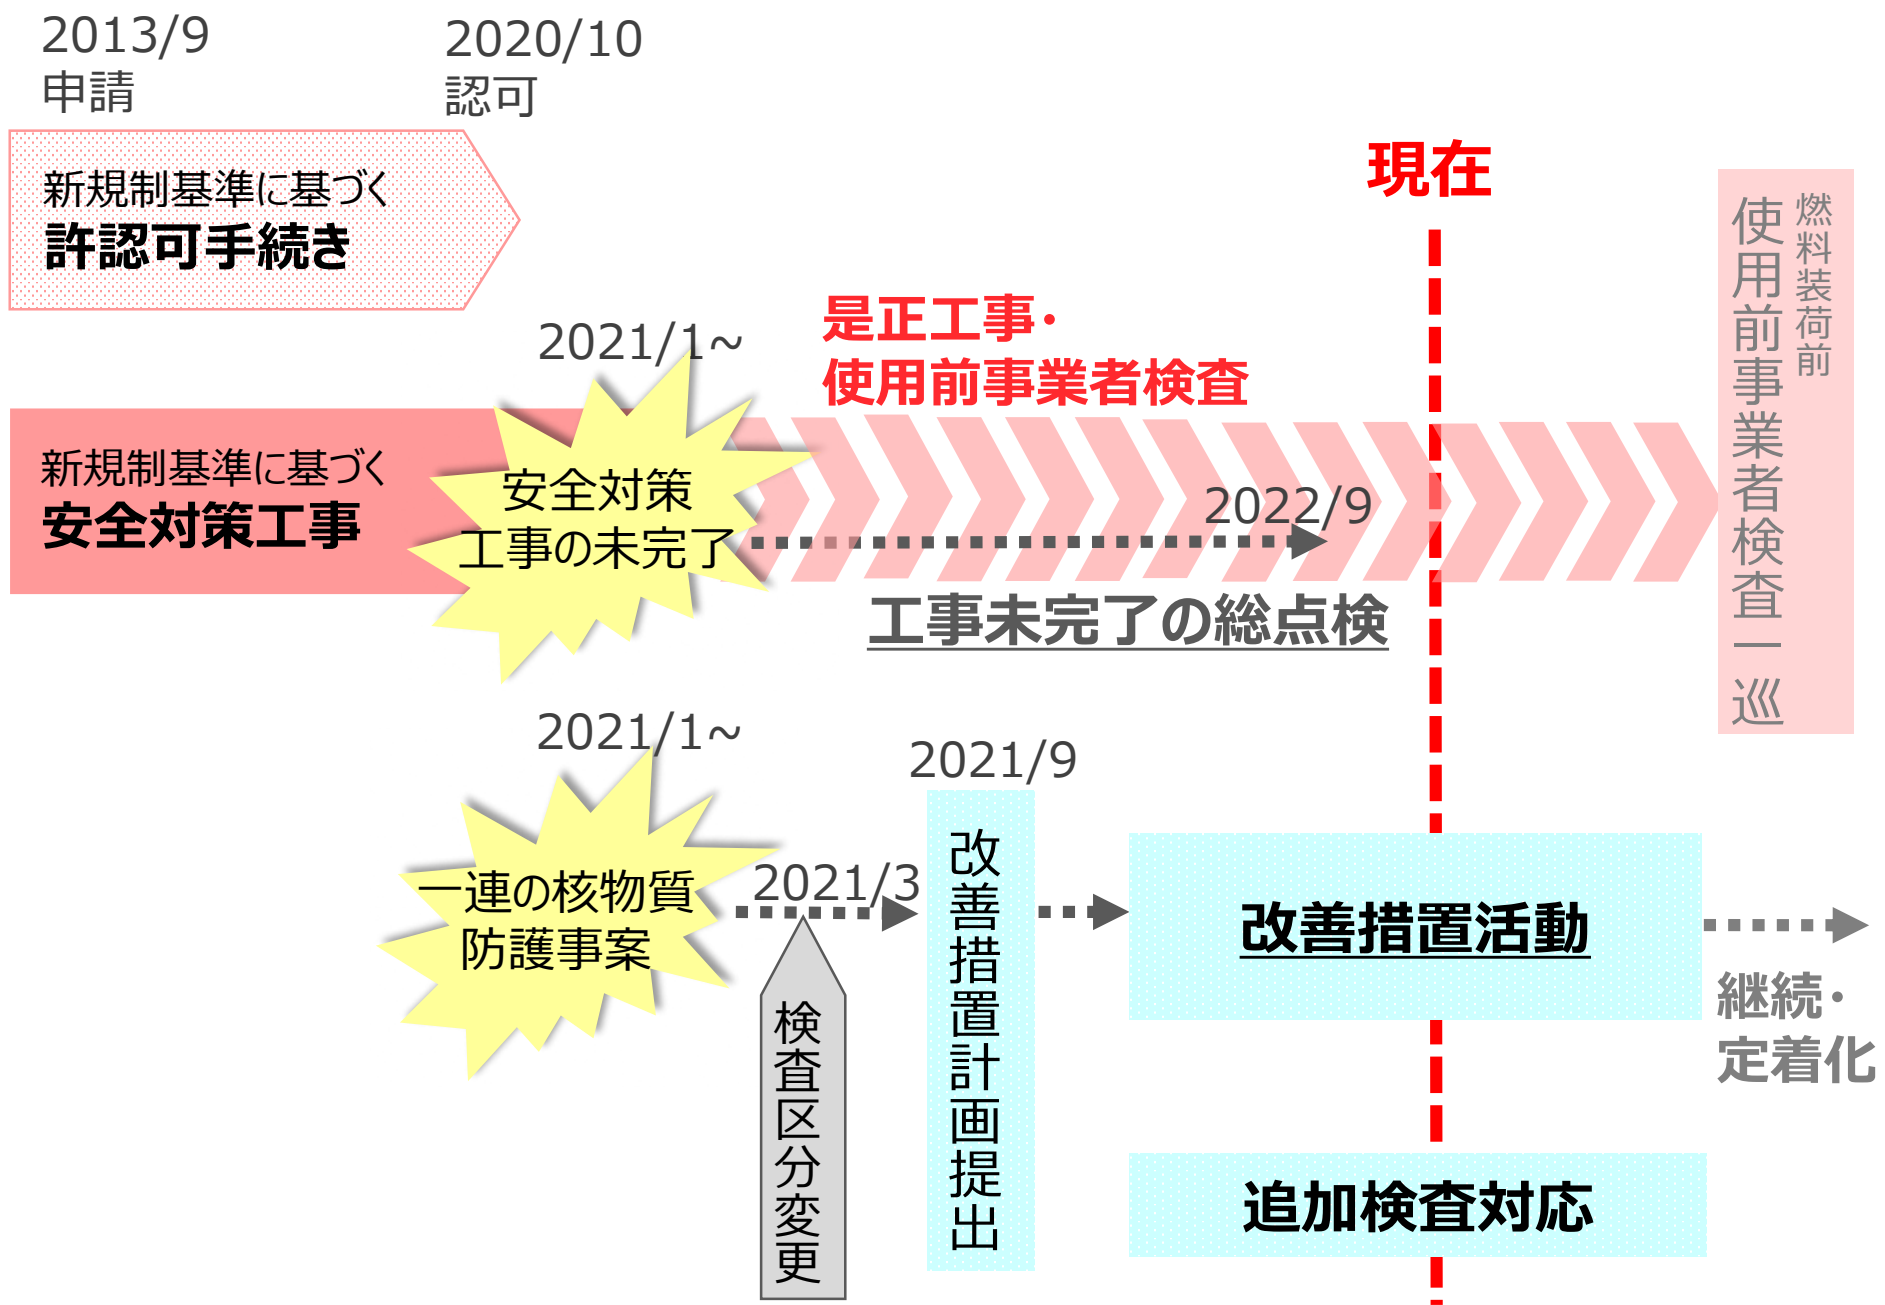 2013/9
申請
2020/10
認可
新規制基準に基づく
許認可手続き
現在
2021/1~
是正工事・
使用前事業者検査
新規制基準に基づく
安全対策工事
安全対策
工事の未完了
2022/9
工事未完了の総点検
燃料装荷前
使用前事業者検査一巡
2021/1~
一連の核物質
防護事案
2021/3
検査区分変更
2021/9
改善措置計画提出
改善措置活動
継続・
定着化
追加検査対応